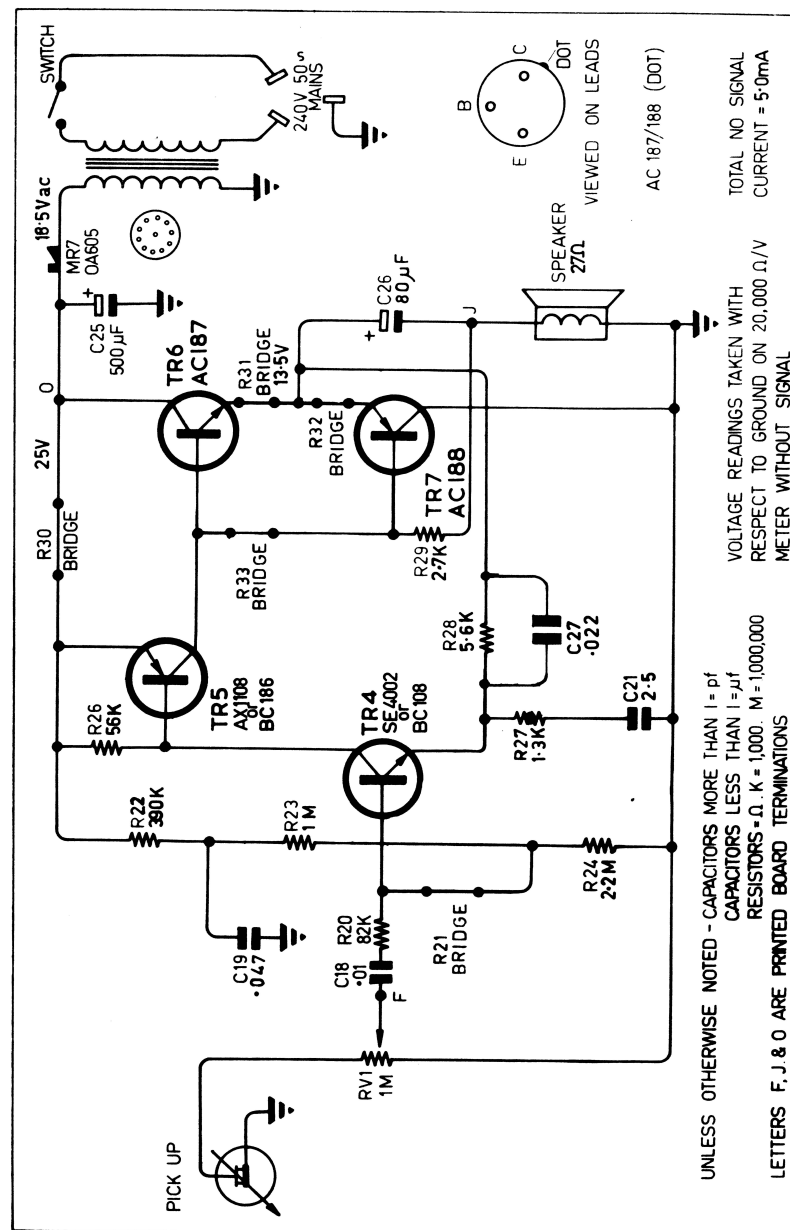 SWITCH
240V 50S
MAINS
18·5Vac
MR7
OA605
+
C25
500µF
O
25V
R30
BRIDGE
TR6
AC187
R31
BRIDGE
13·5V
R32
BRIDGE
+
C26
80µF
J
SPEAKER
27Ω
TR7
AC188
R29
2·7K
R33
BRIDGE
TR5
AX1108
or
BC186
R26
56K
R22
390K
R23
1M
C19
·047
TR4
SE4002
or
BC108
R28
5·6K
C27
·022
R27
1·3K
C21
2·5
R24
2·2M
R20
82K
C18
·01
R21
BRIDGE
F
RV1
1M
PICK UP
B
E
C
DOT
VIEWED ON LEADS
AC 187/188 (DOT)
TOTAL NO SIGNAL
CURRENT = 5·0mA
VOLTAGE READINGS TAKEN WITH
RESPECT TO GROUND ON 20,000 Ω/V
METER WITHOUT SIGNAL
UNLESS OTHERWISE NOTED - CAPACITORS MORE THAN 1 = pf
CAPACITORS LESS THAN 1 = µf
RESISTORS = Ω. K = 1,000. M = 1,000,000
LETTERS F, J. & O ARE PRINTED BOARD TERMINATIONS